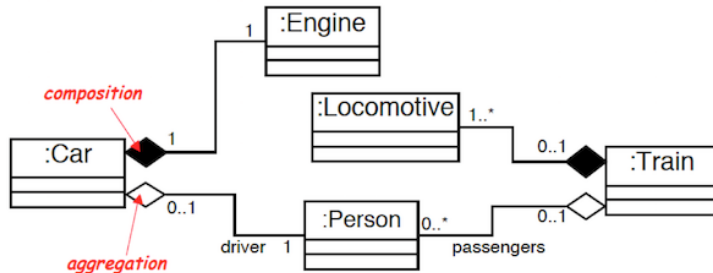 :Engine
1
composition
1
:Locomotive
1..*
0..1
:Car
:Train
0..1
:Person
0..*
0..1
driver
1
passengers
aggregation